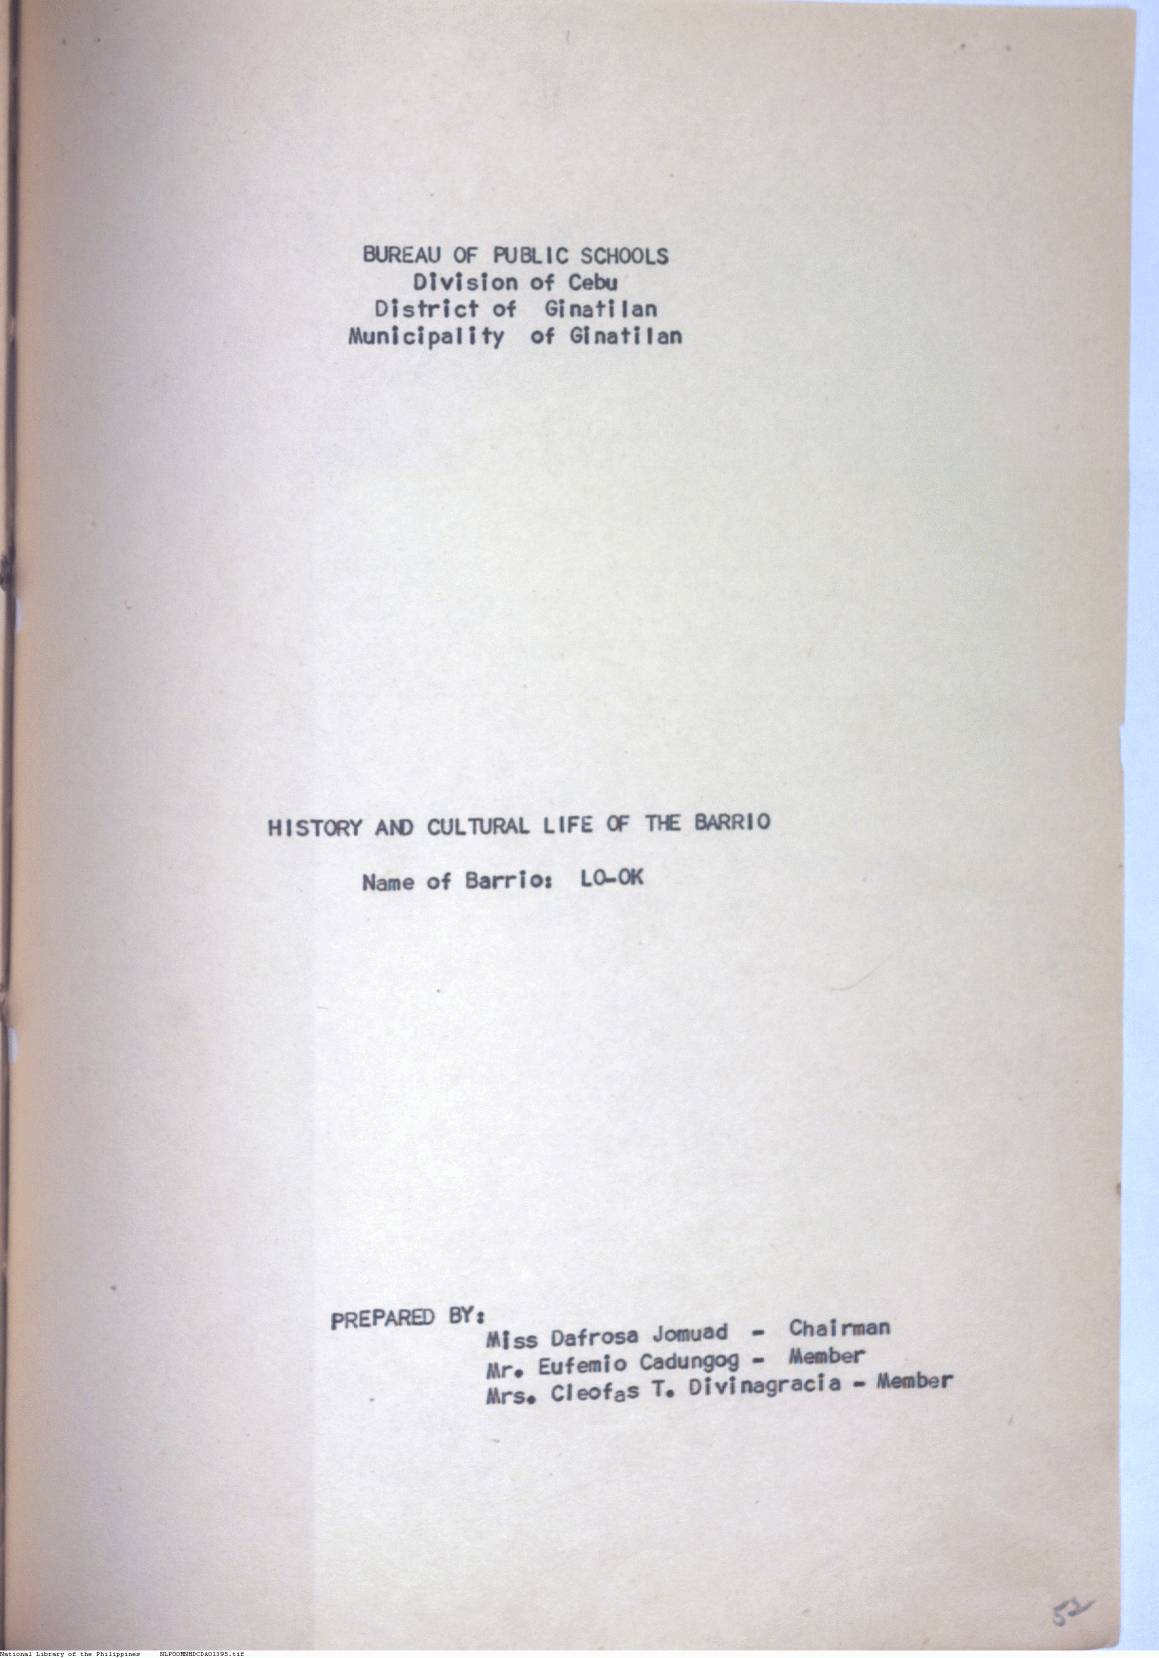 BUREAU OF PUBLIC SCHOOLS
Division of Cebu
District of Ginatilan
Municipality of Ginatilan
HISTORY AND CULTURAL LIFE OF THE BARRIO
Name of Barrio: LO-OK
PREPARED BY:
Miss Dafrosa Jomuad - Chairman
Mr. Eufemio Cadungog - Member
Mrs. Cleofas T. Divinagracia - Member
52
National Library of the Philippines NLPOOMNHDCDA01395.tif